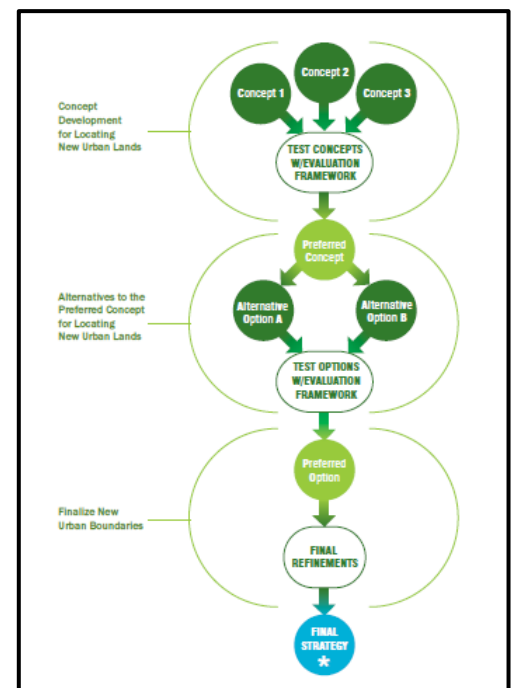 Concept 1
Concept 2
Concept 3
Concept
Development
for Locating
New Urban Lands
TEST CONCEPTS
W/EVALUATION
FRAMEWORK
Preferred
Concept
Alternatives to the
Preferred Concept
for Locating
New Urban Lands
Alternative
Option A
Alternative
Option B
TEST OPTIONS
W/EVALUATION
FRAMEWORK
Preferred
Option
Finalize New
Urban Boundaries
FINAL
REFINEMENTS
FINAL
STRATEGY
*